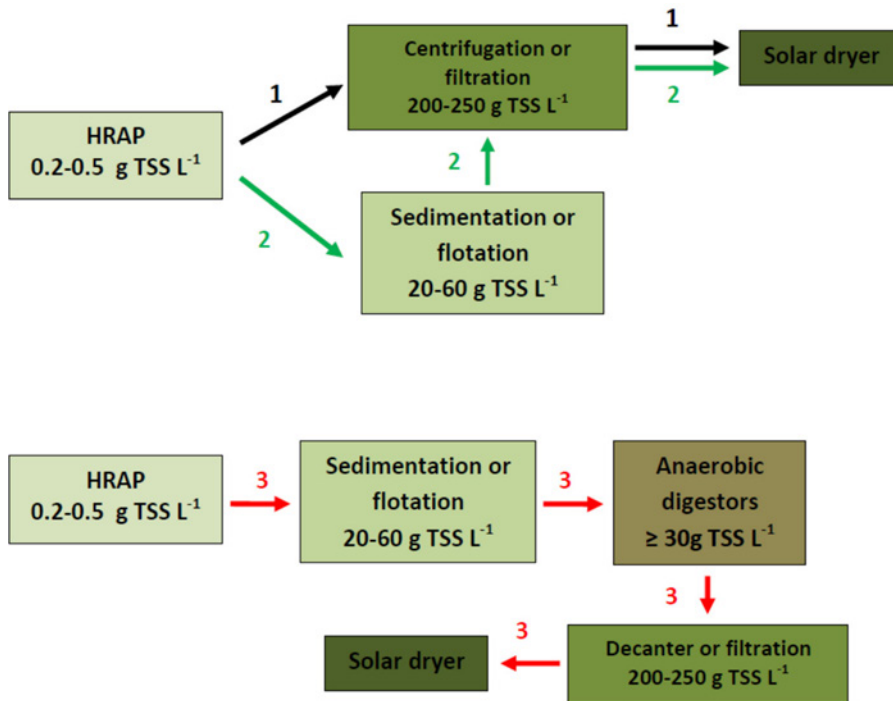 1
Centrifugation or
filtration
200-250 g TSS L⁻¹
Solar dryer
1
2
HRAP
0.2-0.5 g TSS L⁻¹
2
2
Sedimentation or
flotation
20-60 g TSS L⁻¹
HRAP
0.2-0.5 g TSS L⁻¹
3
Sedimentation or
flotation
20-60 g TSS L⁻¹
3
Anaerobic
digestors
≥ 30g TSS L⁻¹
3
Decanter or filtration
200-250 g TSS L⁻¹
3
Solar dryer